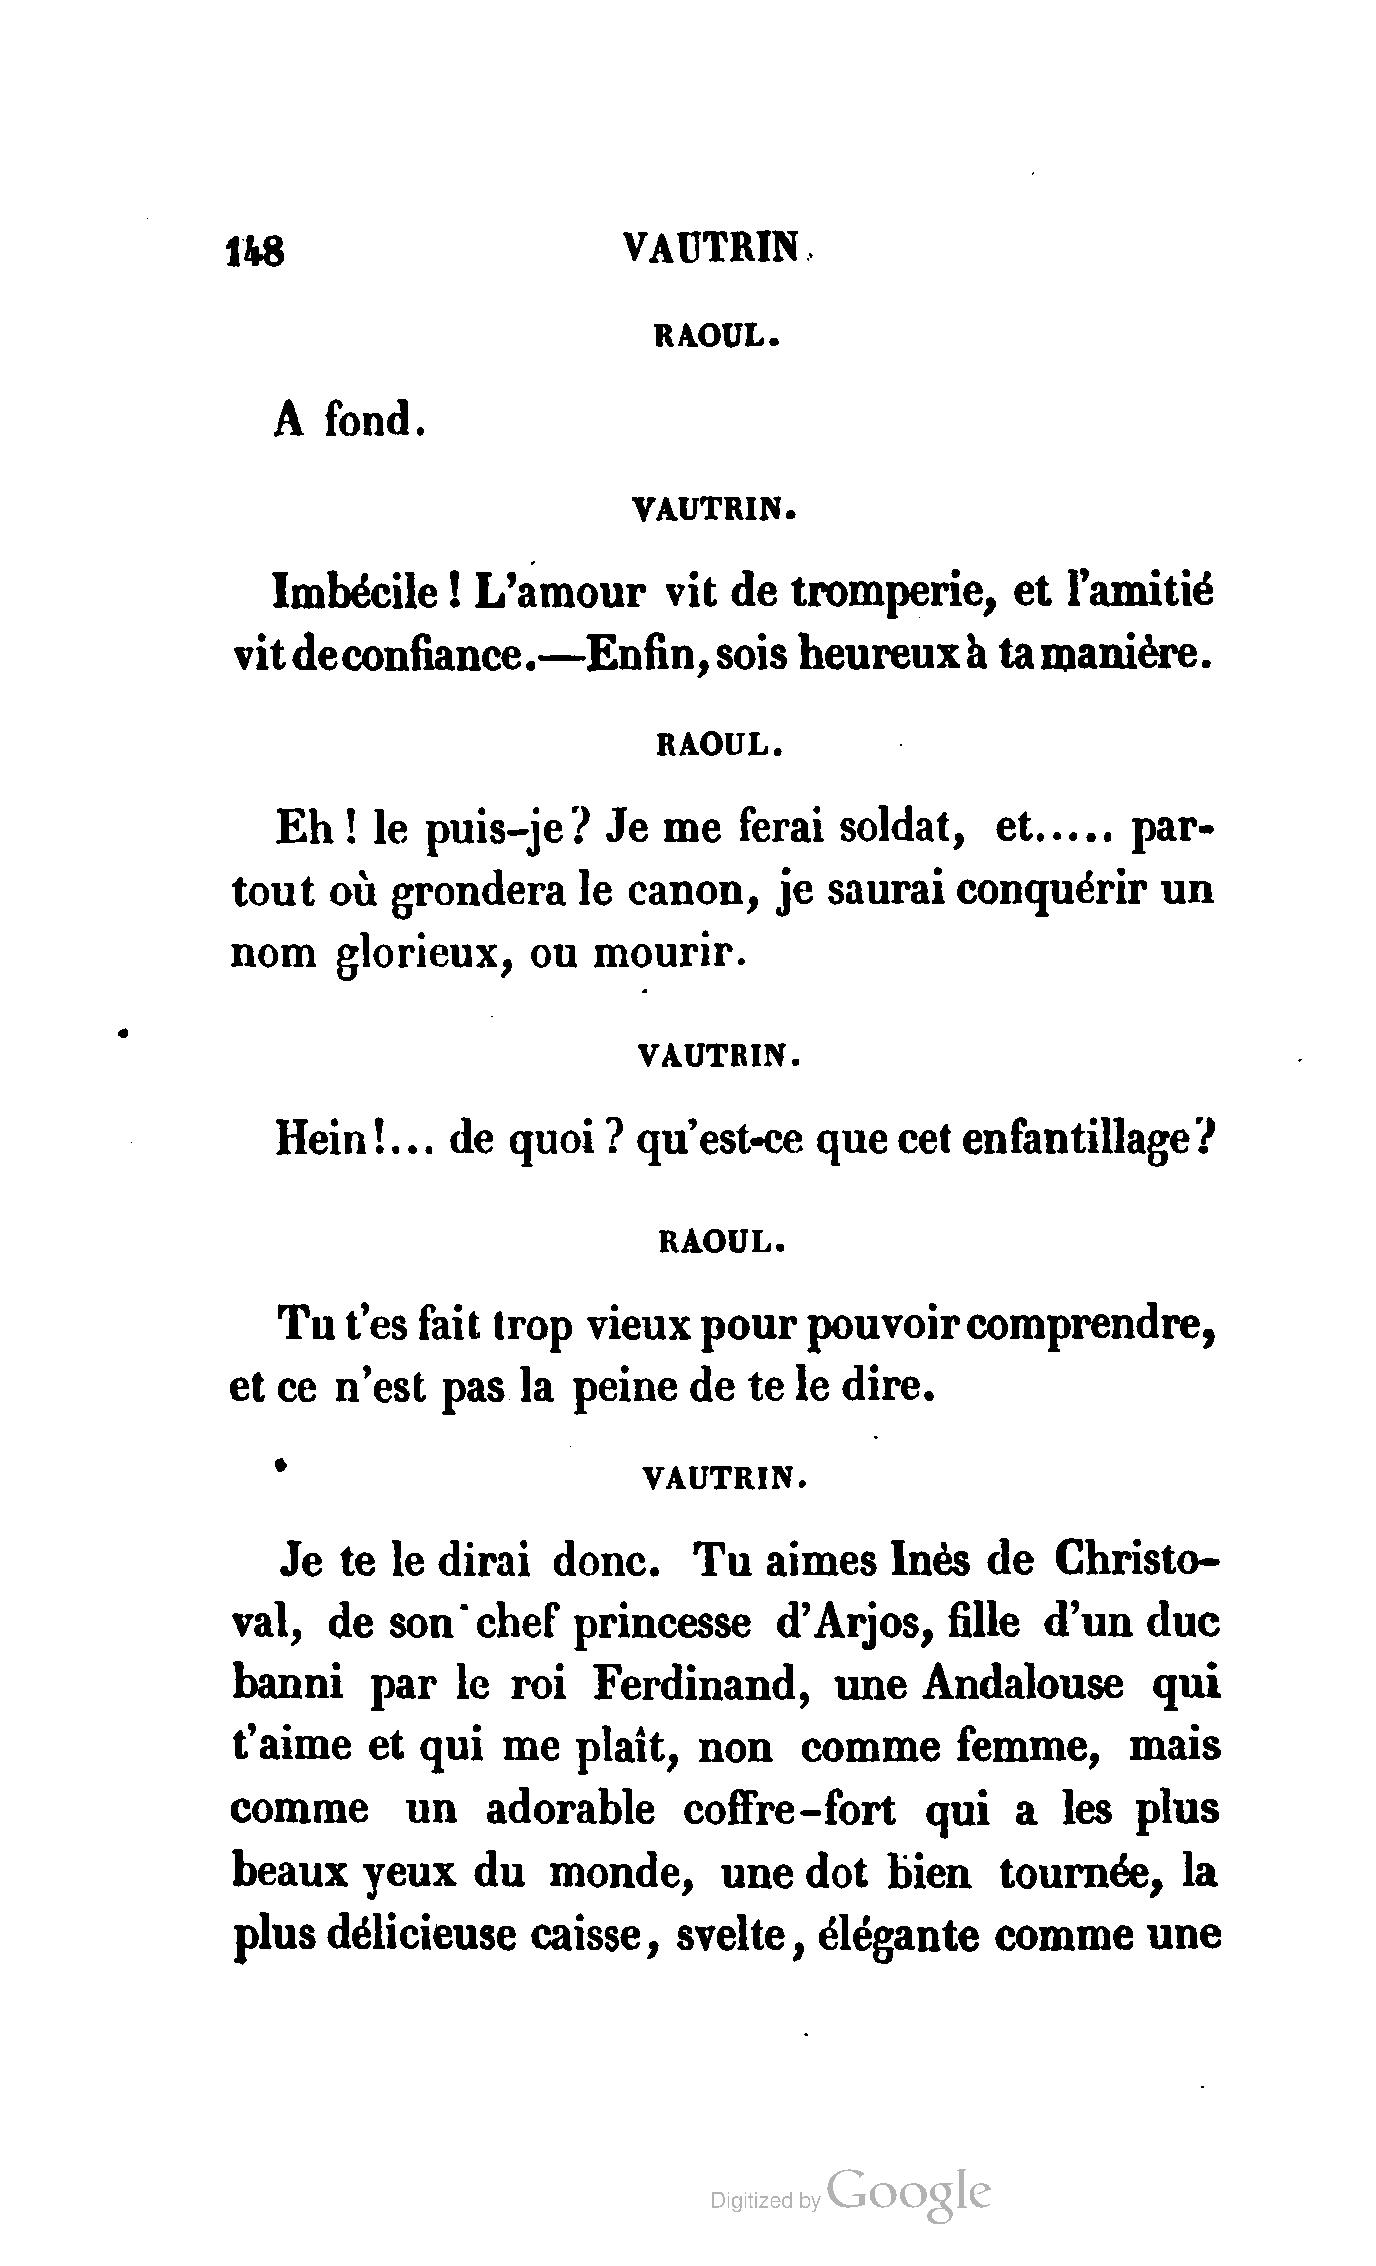 148 VAUTRIN.
RAOUL.
A fond.
VAUTRIN.
Imbécile ! L'amour vit de tromperie, et l'amitié
vit de confiance.—Enfin, sois heureux à ta manière.
RAOUL.
Eh ! le puis-je ? Je me ferai soldat, et..... par-
tout où grondera le canon, je saurai conquérir un
nom glorieux, ou mourir.
VAUTRIN.
Hein !... de quoi ? qu'est-ce que cet enfantillage ?
RAOUL.
Tu t'es fait trop vieux pour pouvoir comprendre,
et ce n'est pas la peine de te le dire.
VAUTRIN.
Je te le dirai donc. Tu aimes Inès de Christo-
val, de son chef princesse d'Arjos, fille d'un duc
banni par le roi Ferdinand, une Andalouse qui
t'aime et qui me plaît, non comme femme, mais
comme un adorable coffre-fort qui a les plus
beaux yeux du monde, une dot bien tournée, la
plus délicieuse caisse, svelte, élégante comme une
Digitized by Google